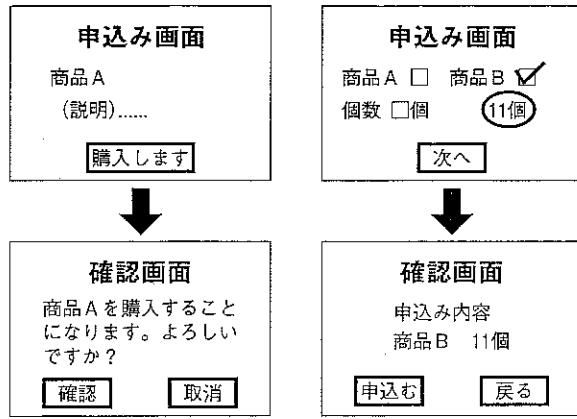 申込み画面
商品A
(説明)......
購入します
確認画面
商品Aを購入すること
になります。よろしい
ですか?
確認 取消
申込み画面
商品A □ 商品B ☑
個数 □個 11個
次へ
確認画面
申込み内容
商品B 11個
申込む 戻る